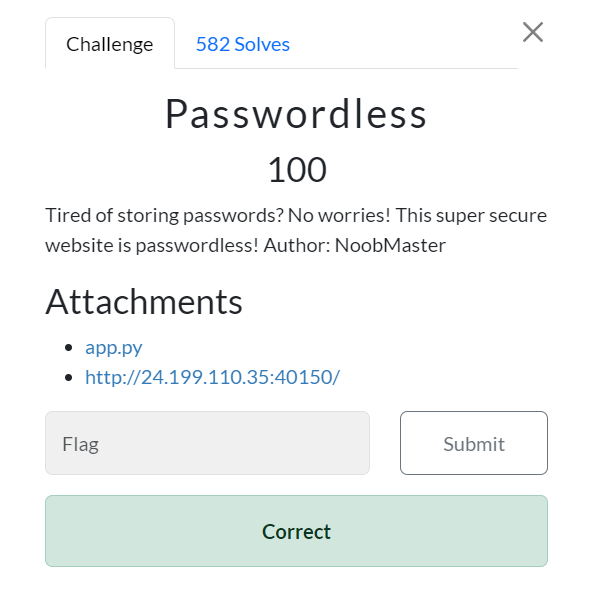 Challenge
582 Solves
Passwordless
100
Tired of storing passwords? No worries! This super secure
website is passwordless! Author: NoobMaster
Attachments
app.py
http://24.199.110.35:40150/
Flag
Submit
Correct